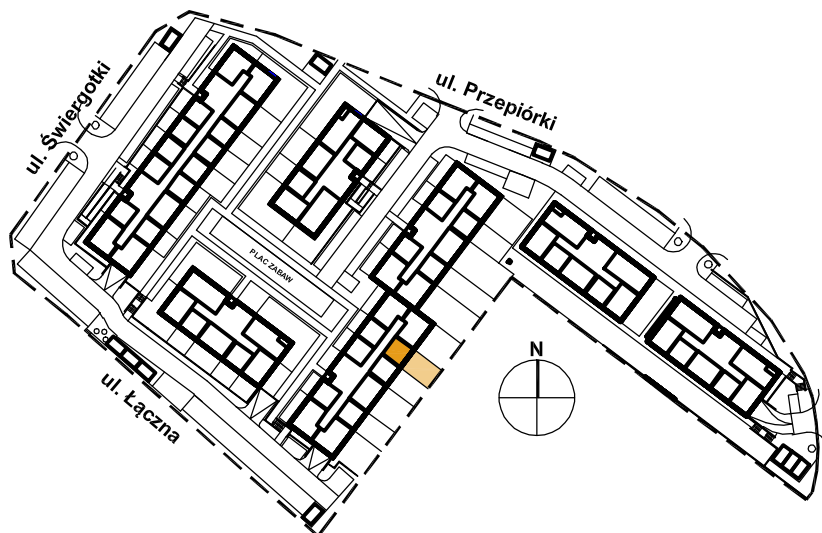 ul. Świergotki
ul. Przepiórki
PLAC ZABAW
N
ul. Łączna